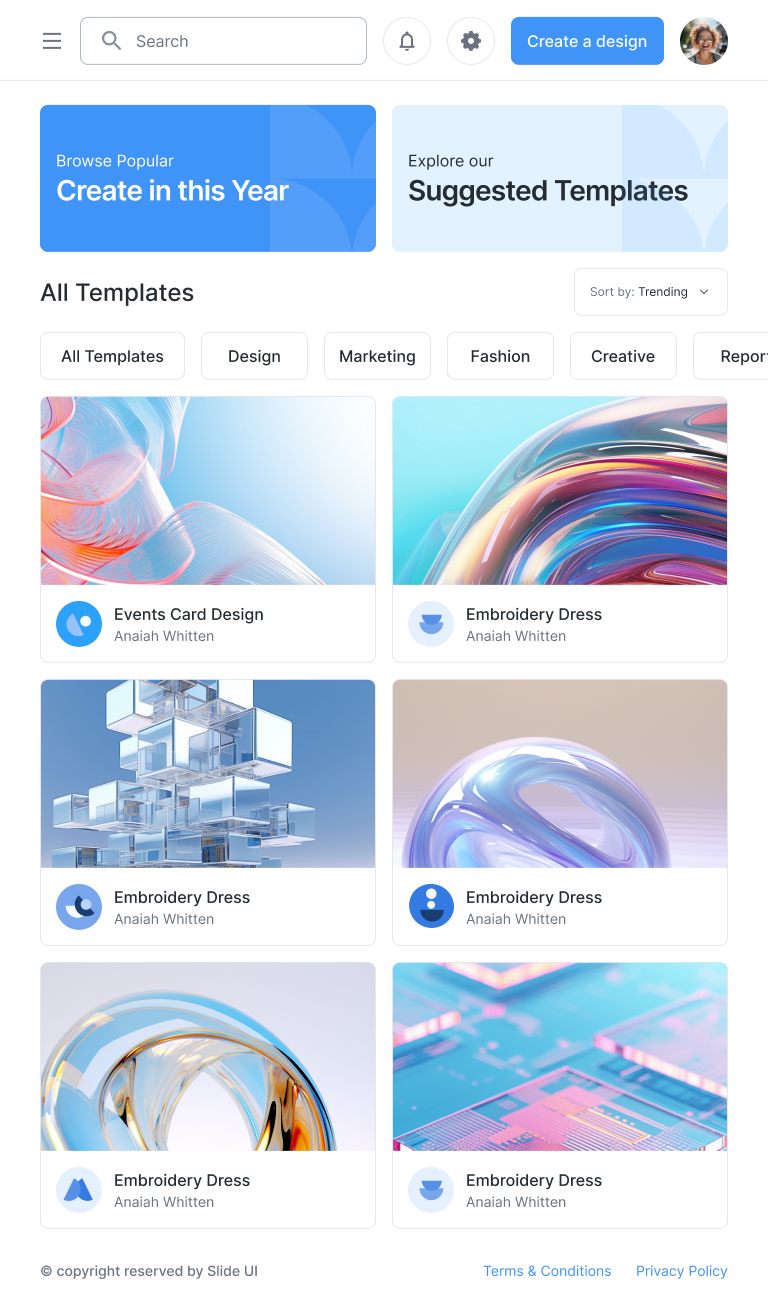 Search
Create a design
Browse Popular
Create in this Year
Explore our
Suggested Templates
All Templates
Sort by: Trending
All Templates
Design
Marketing
Fashion
Creative
Repor
Events Card Design
Anaiah Whitten
Embroidery Dress
Anaiah Whitten
Embroidery Dress
Anaiah Whitten
Embroidery Dress
Anaiah Whitten
Embroidery Dress
Anaiah Whitten
Embroidery Dress
Anaiah Whitten
© copyright reserved by Slide UI
Terms & Conditions
Privacy Policy